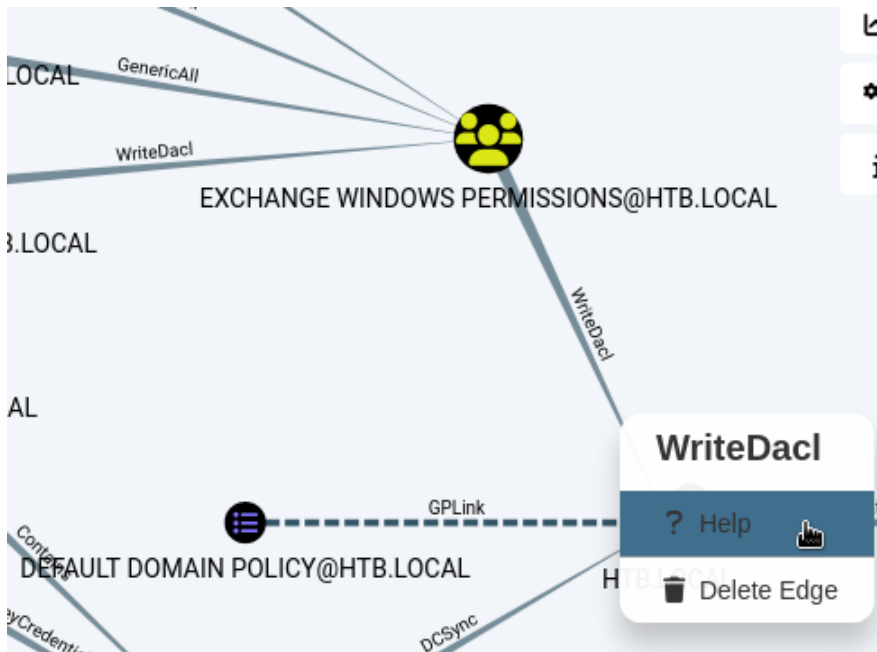 GenericAll
.LOCAL
WriteDacl
EXCHANGE WINDOWS PERMISSIONS@HTB.LOCAL
B.LOCAL
WriteDacl
AL
WriteDacl
? Help
GPLink
Contains
DEFAULT DOMAIN POLICY@HTB.LOCAL
HTB.LOCAL
Delete Edge
DCSync